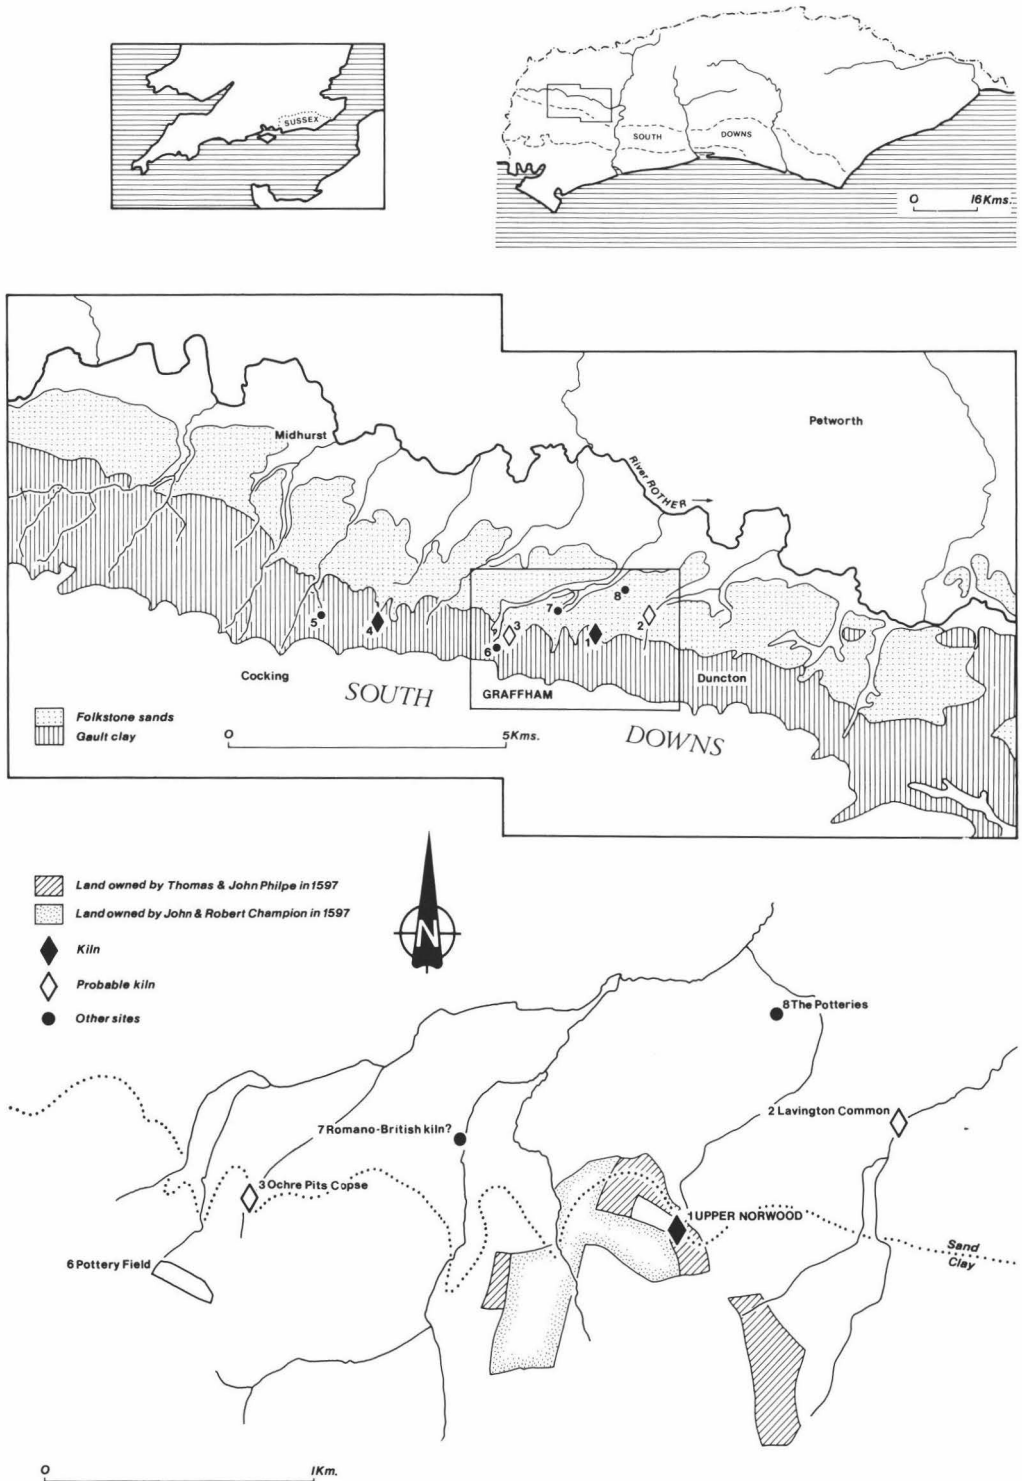 SUSSEX
SOUTH DOWNS
0 16Kms.
Petworth
Midhurst
River ROTHER
8
7
5
4
3
2
1
6
Cocking
SOUTH
GRAFFHAM
Duncton
DOWNS
Folkstone sands
Gault clay
0 5Kms.
Land owned by Thomas & John Philpe in 1597
Land owned by John & Robert Champion in 1597
N
Kiln
Probable kiln
Other sites
8 The Potteries
2 Lavington Common
7 Romano-British kiln?
3 Ochre Pits Copse
1 UPPER NORWOOD
6 Pottery Field
Sand
Clay
0 1Km.